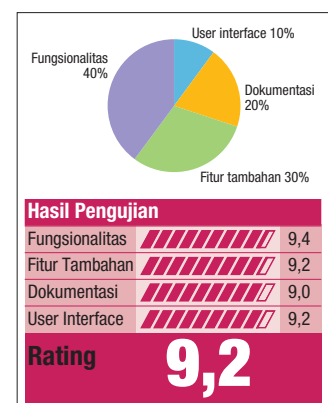 User interface 10%
Fungsionalitas
40%
Dokumentasi
20%
Fitur tambahan 30%
Hasil Pengujian
Fungsionalitas 9,4
Fitur Tambahan 9,2
Dokumentasi 9,0
User Interface 9,2
Rating 9,2